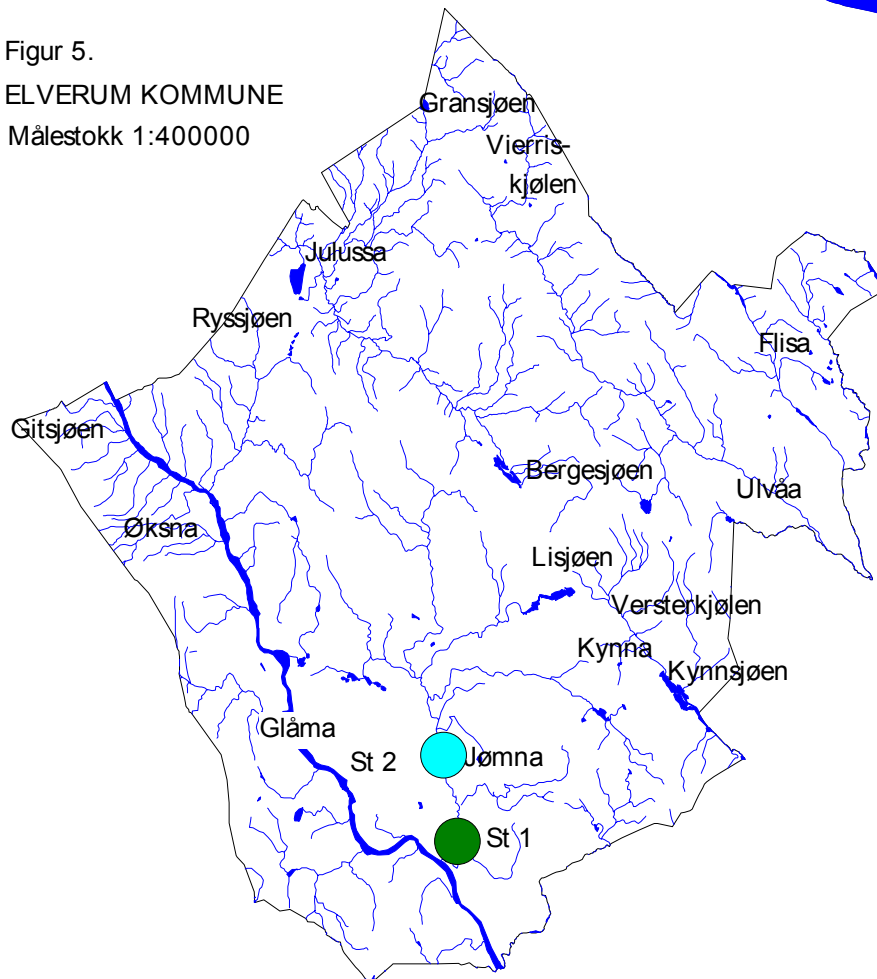 Figur 5.
ELVERUM KOMMUNE
Målestokk 1:400000
Gransjøen
Vierris-
kjølen
Julussa
Ryssjøen
Flisa
Gitsjøen
Bergesjøen
Ulvåa
Øksna
Lisjøen
Versterkjølen
Kynna
Kynnsjøen
Glåma
St 2
Jømna
St 1